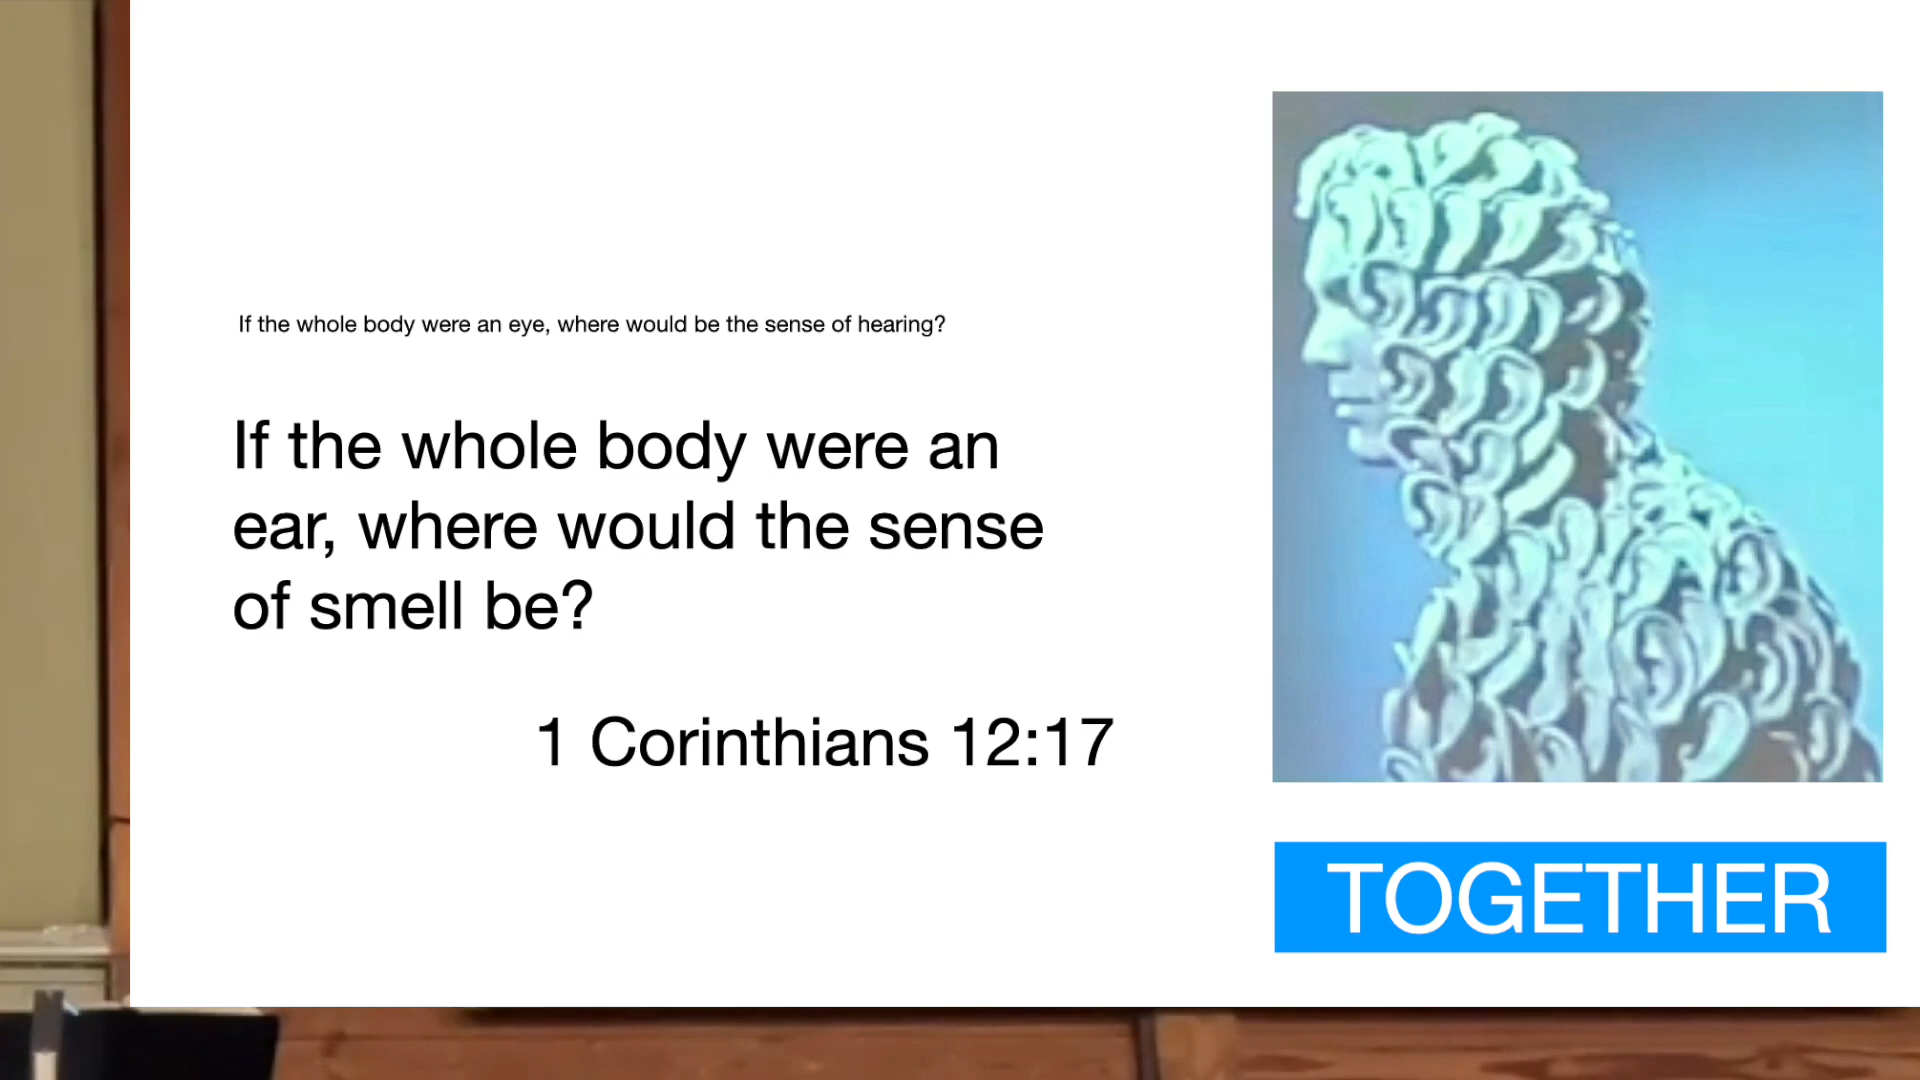 If the whole body were an eye, where would be the sense of hearing?
If the whole body were an
ear, where would the sense
of smell be?
1 Corinthians 12:17
TOGETHER